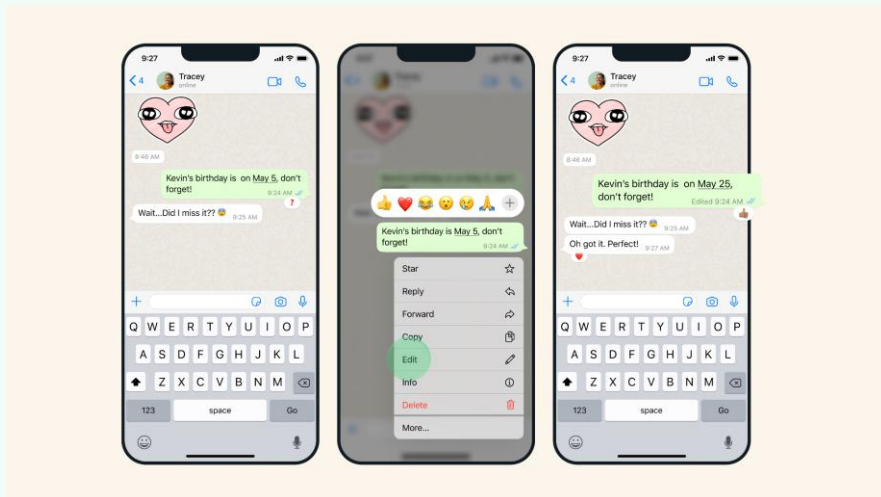 9:27
4
Tracey
online
8:46 AM
Kevin's birthday is on May 5, don't
forget!
9:24 AM
?
Wait...Did I miss it??
9:25 AM
Q W E R T Y U I O P
A S D F G H J K L
Z X C V B N M
123 space Go
Kevin's birthday is May 5, don't
forget!
9:24 AM
Star
Reply
Forward
Copy
Edit
Info
Delete
More...
9:27
4
Tracey
online
8:46 AM
Kevin's birthday is on May 25,
don't forget!
Edited 9:24 AM
Wait...Did I miss it??
9:25 AM
Oh got it. Perfect!
9:27 AM
Q W E R T Y U I O P
A S D F G H J K L
Z X C V B N M
123 space Go